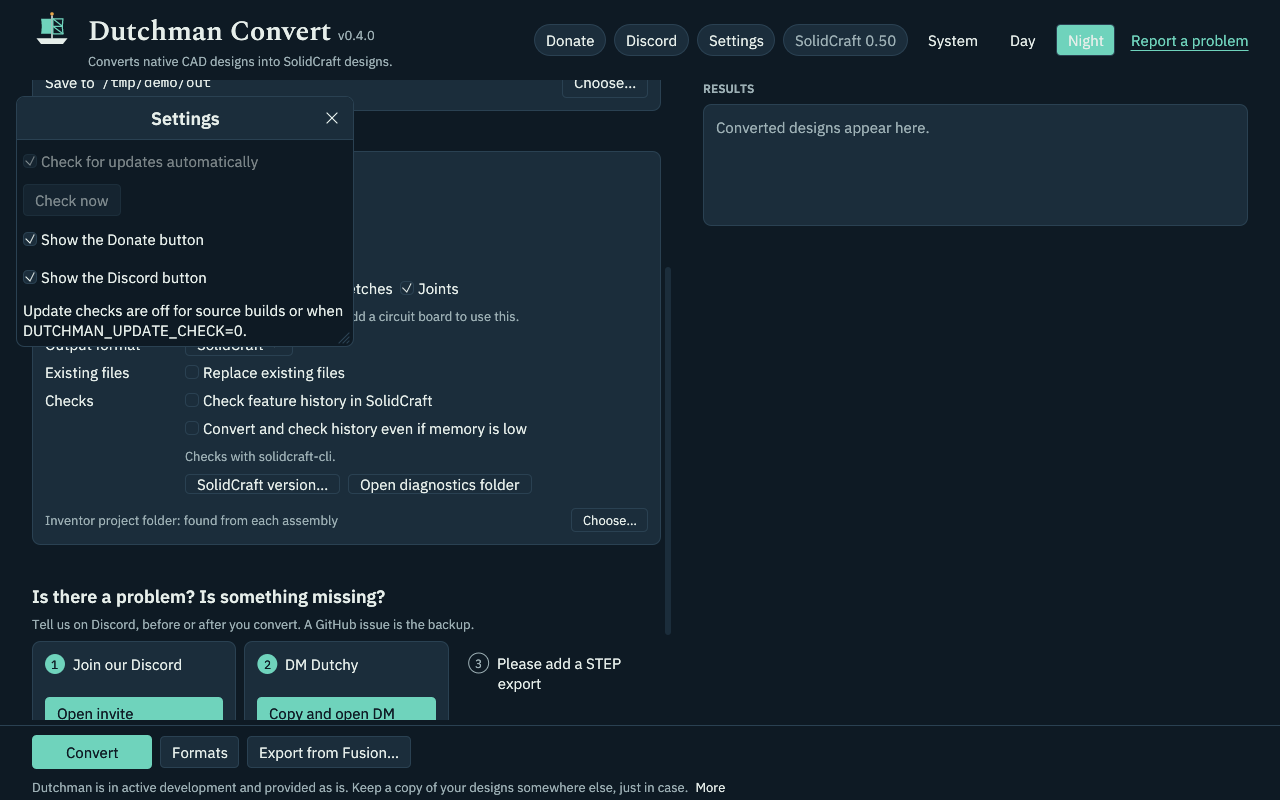 Dutchman Convert v0.4.0
Converts native CAD designs into SolidCraft designs.
Donate
Discord
Settings
SolidCraft 0.50
System
Day
Night
Report a problem
Save to /tmp/demo/out
Choose...
Settings
Check for updates automatically
Check now
Show the Donate button
Show the Discord button
Update checks are off for source builds or when
DUTCHMAN_UPDATE_CHECK=0.
Joints
a circuit board to use this.
Output format
SolidCraft
Existing files
Replace existing files
Checks
Check feature history in SolidCraft
Convert and check history even if memory is low
Checks with solidcraft-cli.
SolidCraft version...
Open diagnostics folder
Inventor project folder: found from each assembly
Choose...
Is there a problem? Is something missing?
Tell us on Discord, before or after you convert. A GitHub issue is the backup.
1 Join our Discord
Open invite
2 DM Dutchy
Copy and open DM
3 Please add a STEP
export
RESULTS
Converted designs appear here.
Convert
Formats
Export from Fusion...
Dutchman is in active development and provided as is. Keep a copy of your designs somewhere else, just in case. More